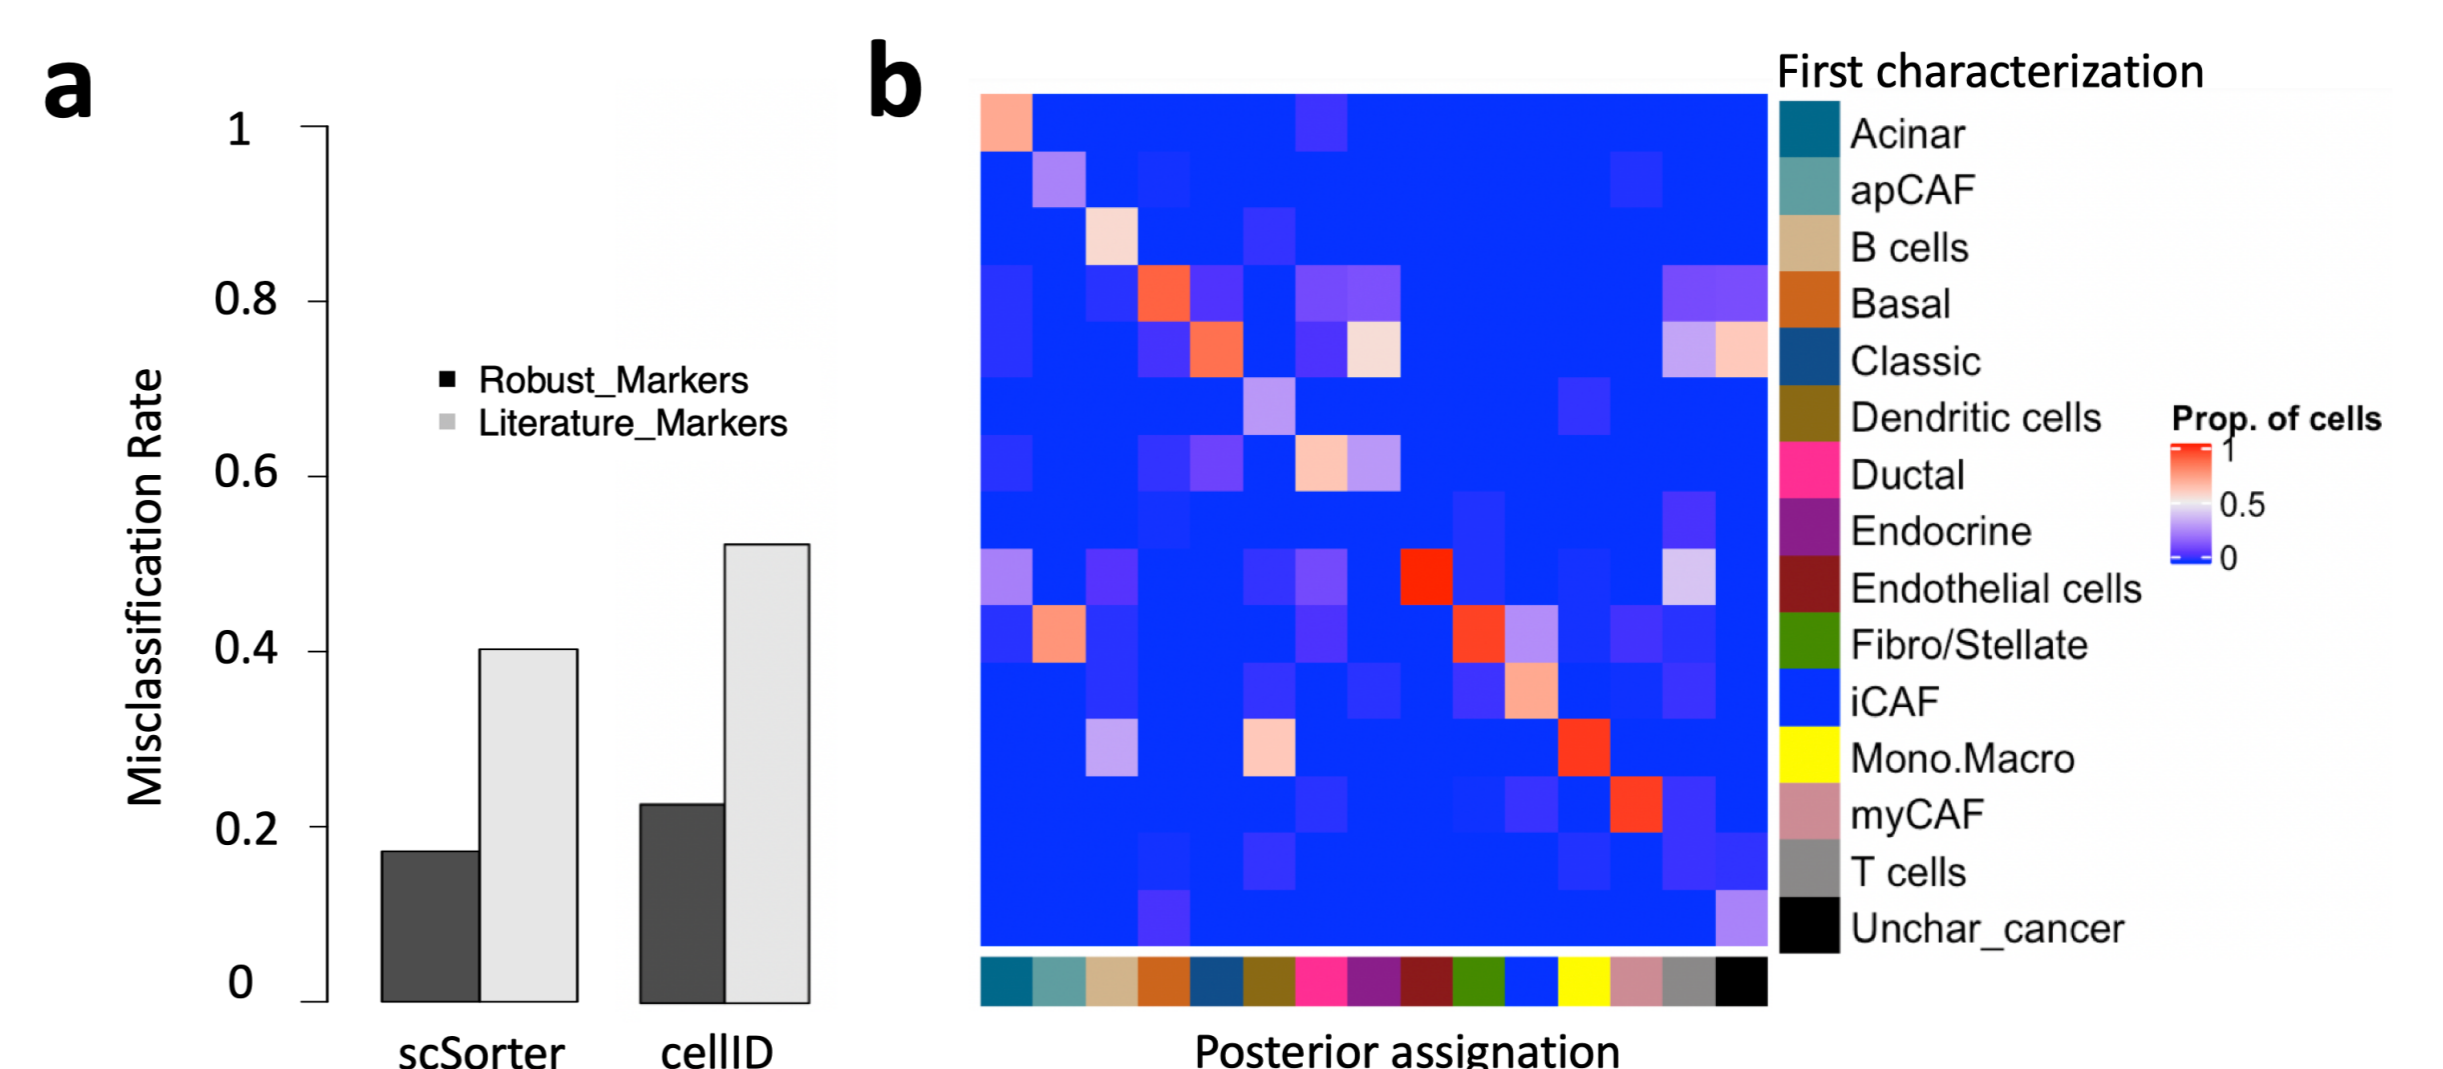 a
1
0.8
0.6
0.4
0.2
0
Misclassification Rate
Robust_Markers
Literature_Markers
scSorter
cellID
b
First characterization
Acinar
apCAF
B cells
Basal
Classic
Dendritic cells
Ductal
Endocrine
Endothelial cells
Fibro/Stellate
iCAF
Mono.Macro
myCAF
T cells
Unchar_cancer
Prop. of cells
1
0.5
0
Posterior assignation